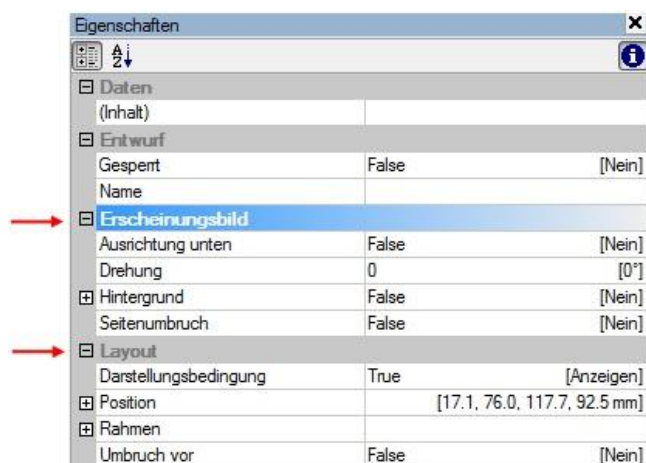 Eigenschaften
Daten
(Inhalt)
Entwurf
Gesperrt False [Nein]
Name
Erscheinungsbild
Ausrichtung unten False [Nein]
Drehung 0 [0°]
Hintergrund False [Nein]
Seitenumbruch False [Nein]
Layout
Darstellungsbedingung True [Anzeigen]
Position [17.1, 76.0, 117.7, 92.5 mm]
Rahmen
Umbruch vor False [Nein]